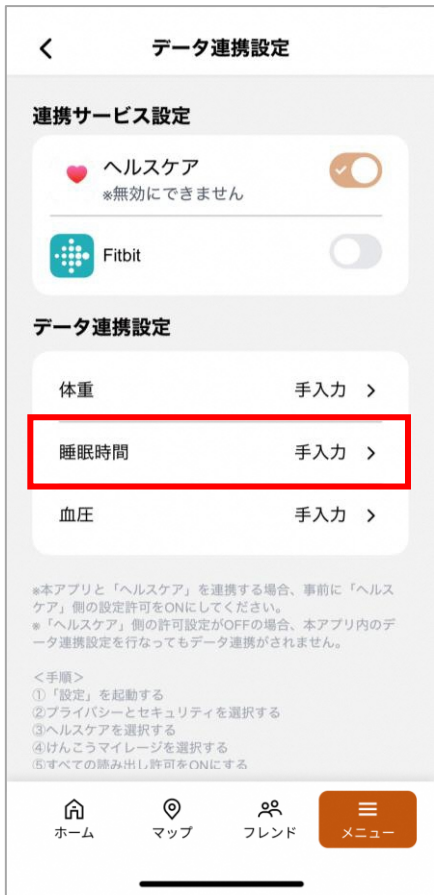 データ連携設定
連携サービス設定
ヘルスケア
※無効にできません
Fitbit
データ連携設定
体重 手入力
睡眠時間 手入力
血圧 手入力
※本アプリと「ヘルスケア」を連携する場合、事前に「ヘルス
ケア」側の設定許可をONにしてください。
※「ヘルスケア」側の許可設定がOFFの場合、本アプリ内のデ
ータ連携設定を行なってもデータ連携がされません。
<手順>
①「設定」を起動する
②プライバシーとセキュリティを選択する
③ヘルスケアを選択する
④けんこうマイレージを選択する
⑤すべての読み出し許可をONにする
ホーム マップ フレンド メニュー